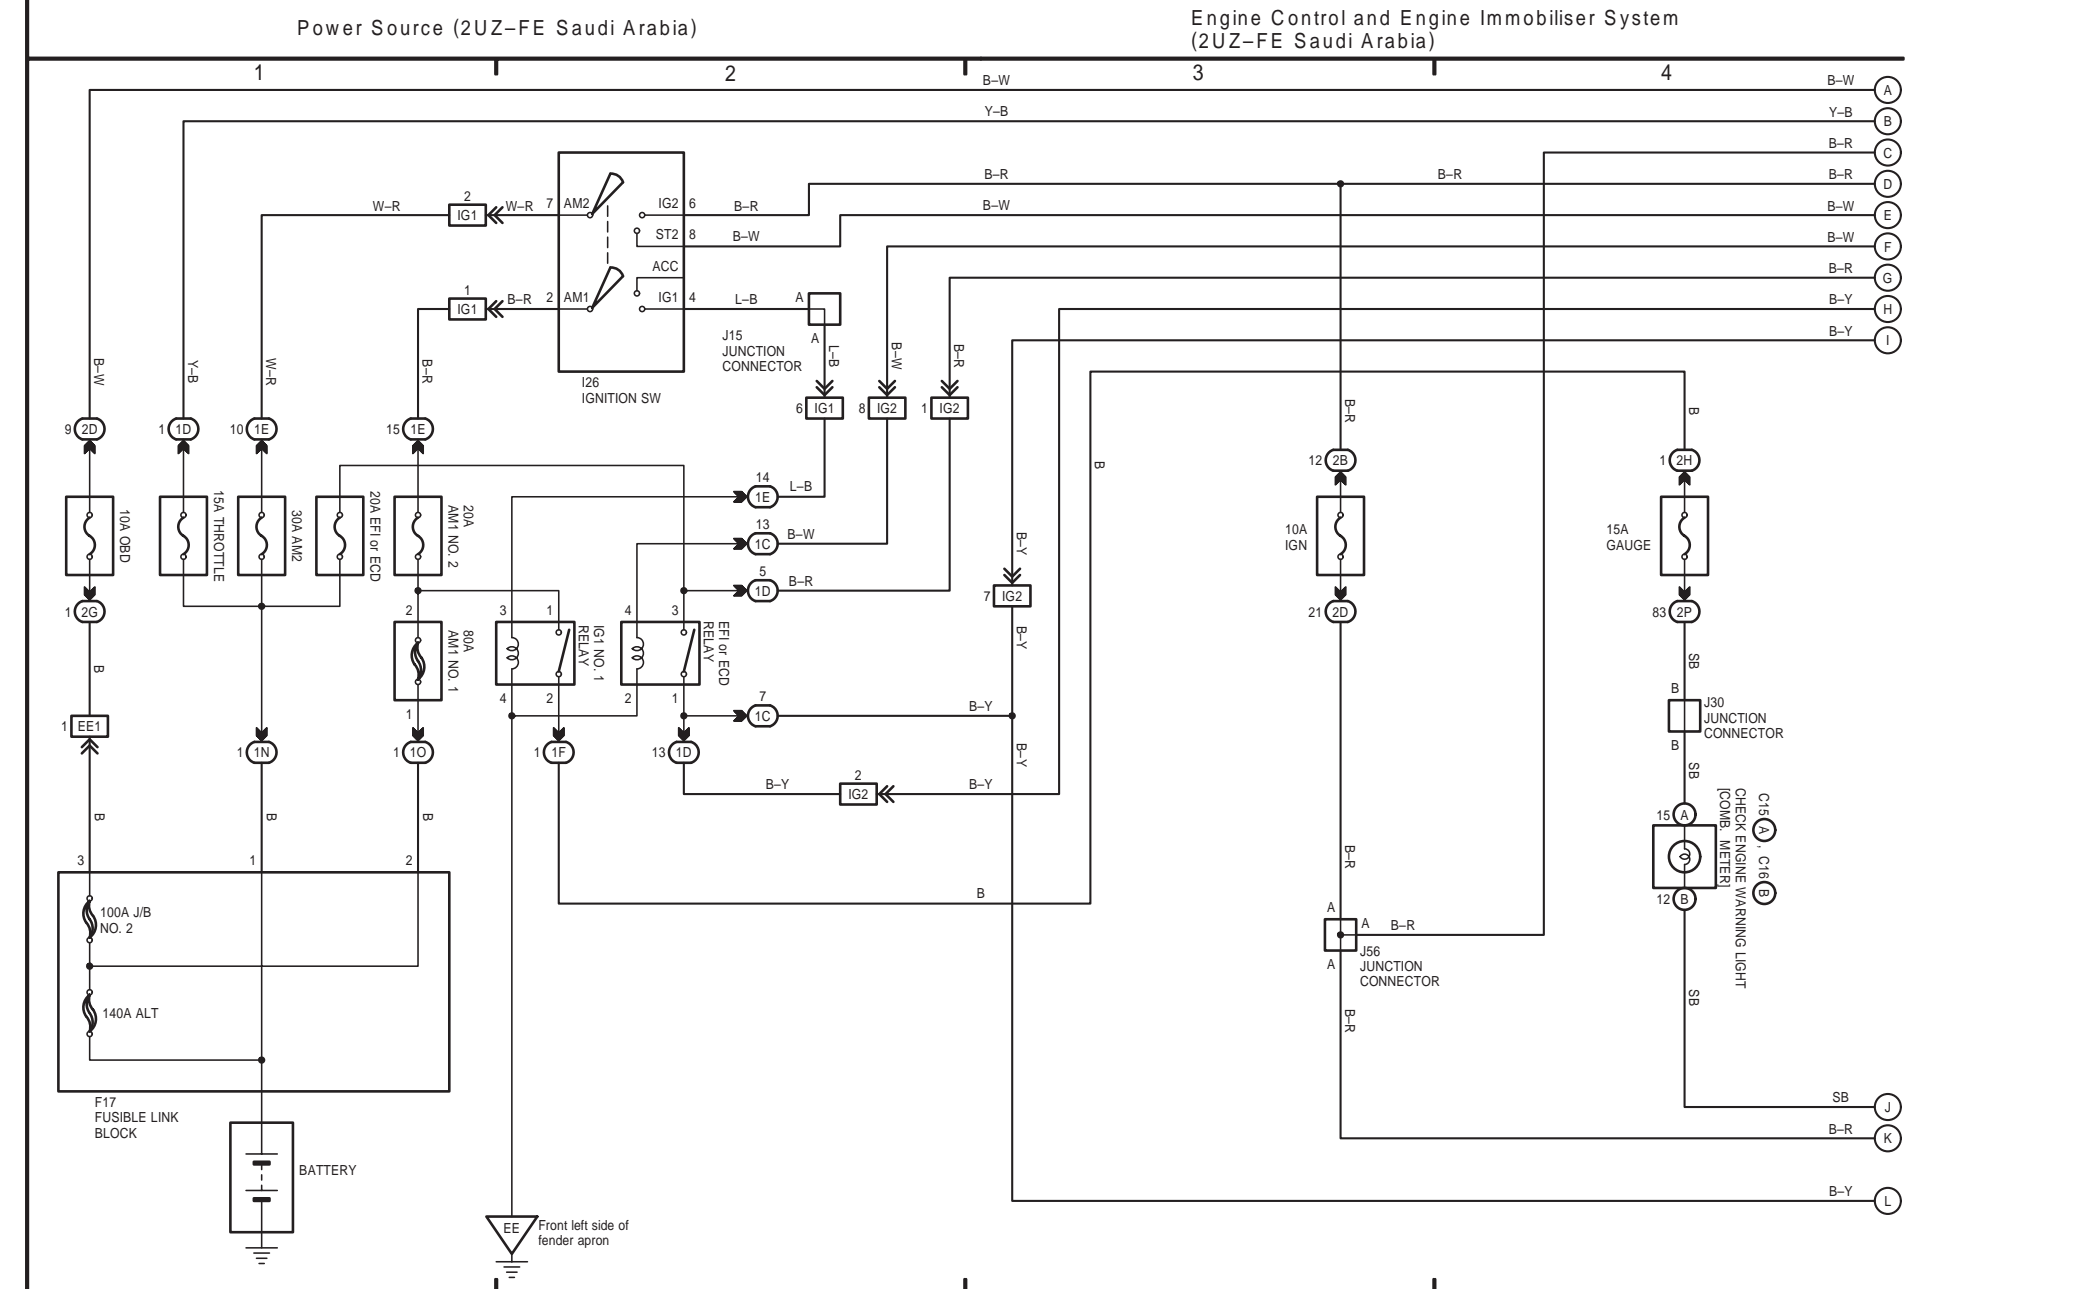 Power Source (2UZ–FE Saudi Arabia)
Engine Control and Engine Immobiliser System
(2UZ–FE Saudi Arabia)
1
2
3
4
B–W
B–W
A
Y–B
Y–B
B
B–R
C
B–R
B–R
B–R
D
B–W
B–W
E
B–W
F
B–R
G
B–Y
H
B–Y
I
W–R
2
IG1
W–R
7
AM2
IG2
6
B–R
ST2
8
B–W
ACC
1
IG1
B–R
2
AM1
IG1
4
L–B
A
A
J15
JUNCTION
CONNECTOR
I26
IGNITION SW
B–W
Y–B
W–R
B–R
L–B
B–W
B–R
6
IG1
8
IG2
1
IG2
B–R
B
B
9
2D
1
1D
10
1E
15
1E
12
2B
1
2H
10A OBD
15A THROTTLE
30A AM2
20A EFI or ECD
20A
AM1 NO. 2
14
1E
L–B
13
1C
B–W
5
1D
B–R
10A
IGN
15A
GAUGE
B–Y
7
IG2
B–Y
1
2G
2
80A
AM1 NO. 1
1
3
1
IG1 NO. 1
RELAY
4
2
4
3
EFI or ECD
RELAY
2
1
21
2D
83
2P
B
SB
1
EE1
7
1C
B–Y
B–Y
B
J30
JUNCTION
CONNECTOR
B
SB
1
1N
1
1O
1
1F
13
1D
B–Y
2
IG2
B–Y
B
B
B
15
A
C15 A , C16 B
CHECK ENGINE WARNING LIGHT
[COMB. METER]
12
B
3
1
2
B
B–R
100A J/B
NO. 2
140A ALT
A
A
B–R
A
J56
JUNCTION
CONNECTOR
B–R
SB
F17
FUSIBLE LINK
BLOCK
BATTERY
SB
J
B–R
K
B–Y
L
EE
Front left side of
fender apron